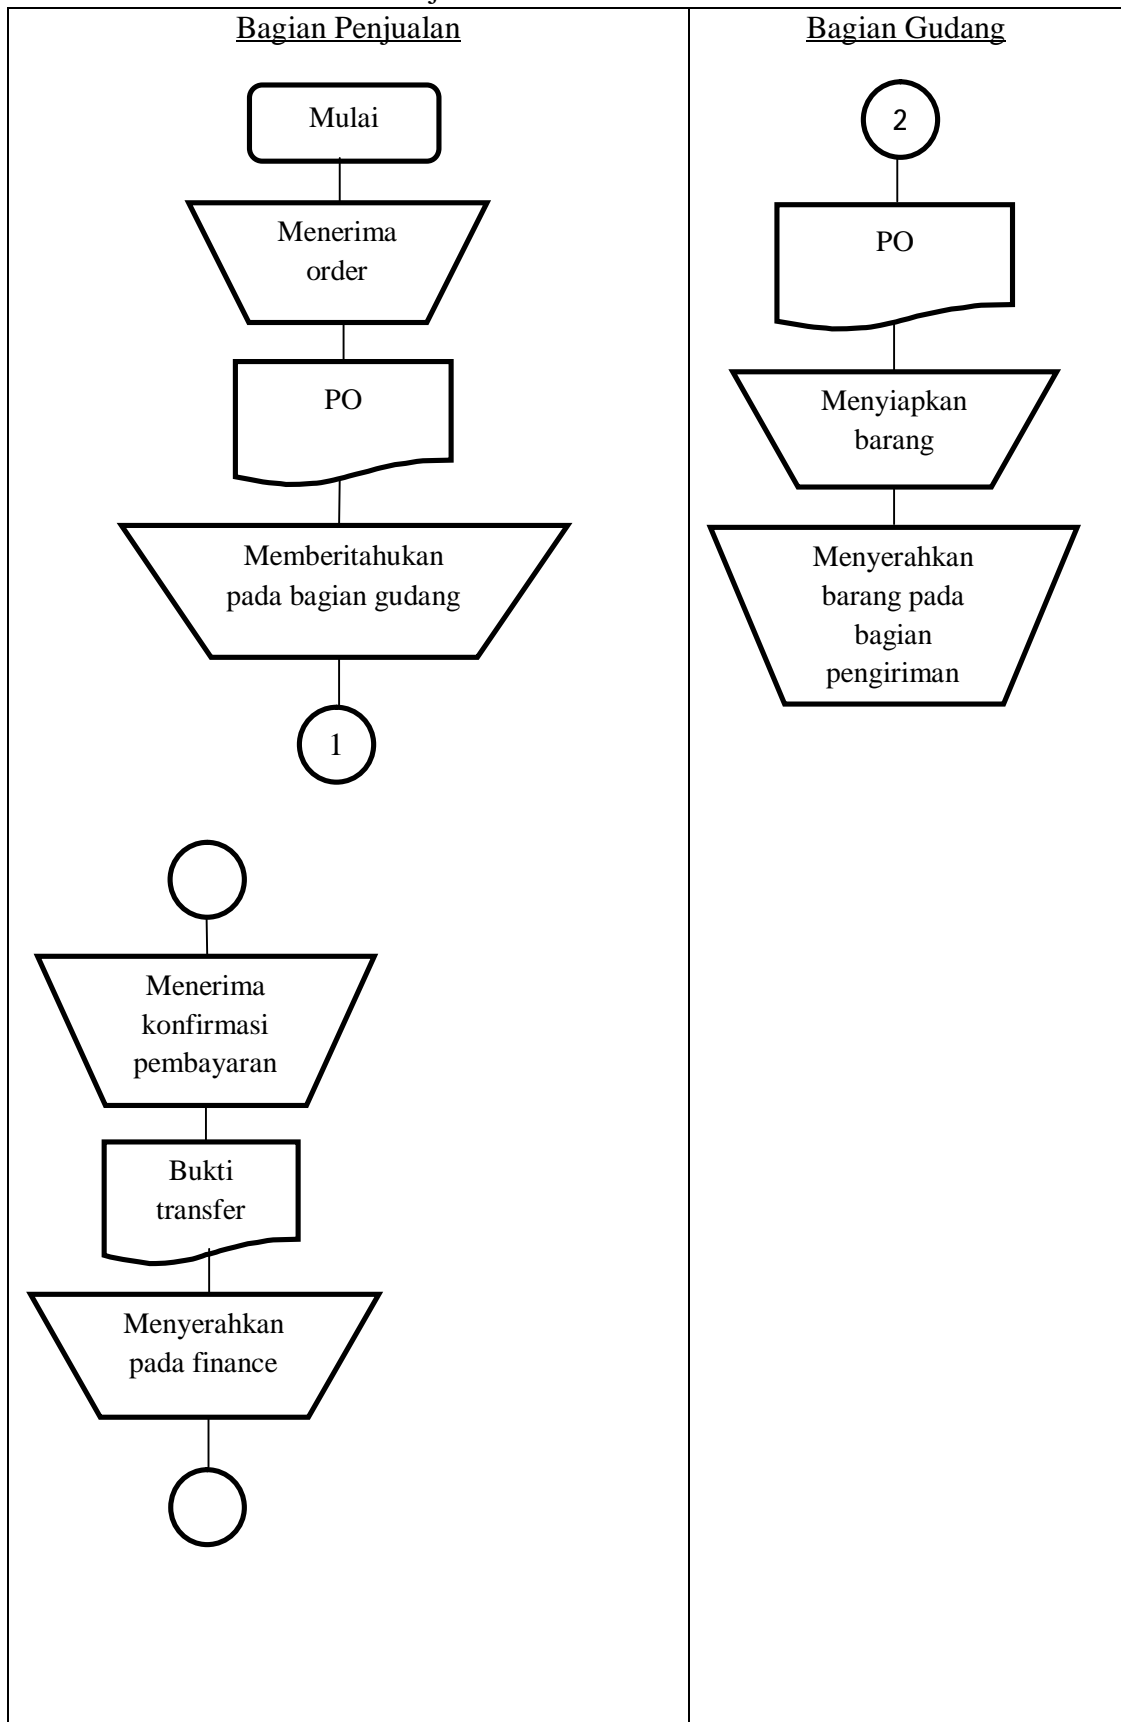 Bagian Penjualan
Mulai
Menerima
order
PO
Memberitahukan
pada bagian gudang
1
Menerima
konfirmasi
pembayaran
Bukti
transfer
Menyerahkan
pada finance
Bagian Gudang
2
PO
Menyiapkan
barang
Menyerahkan
barang pada
bagian
pengiriman